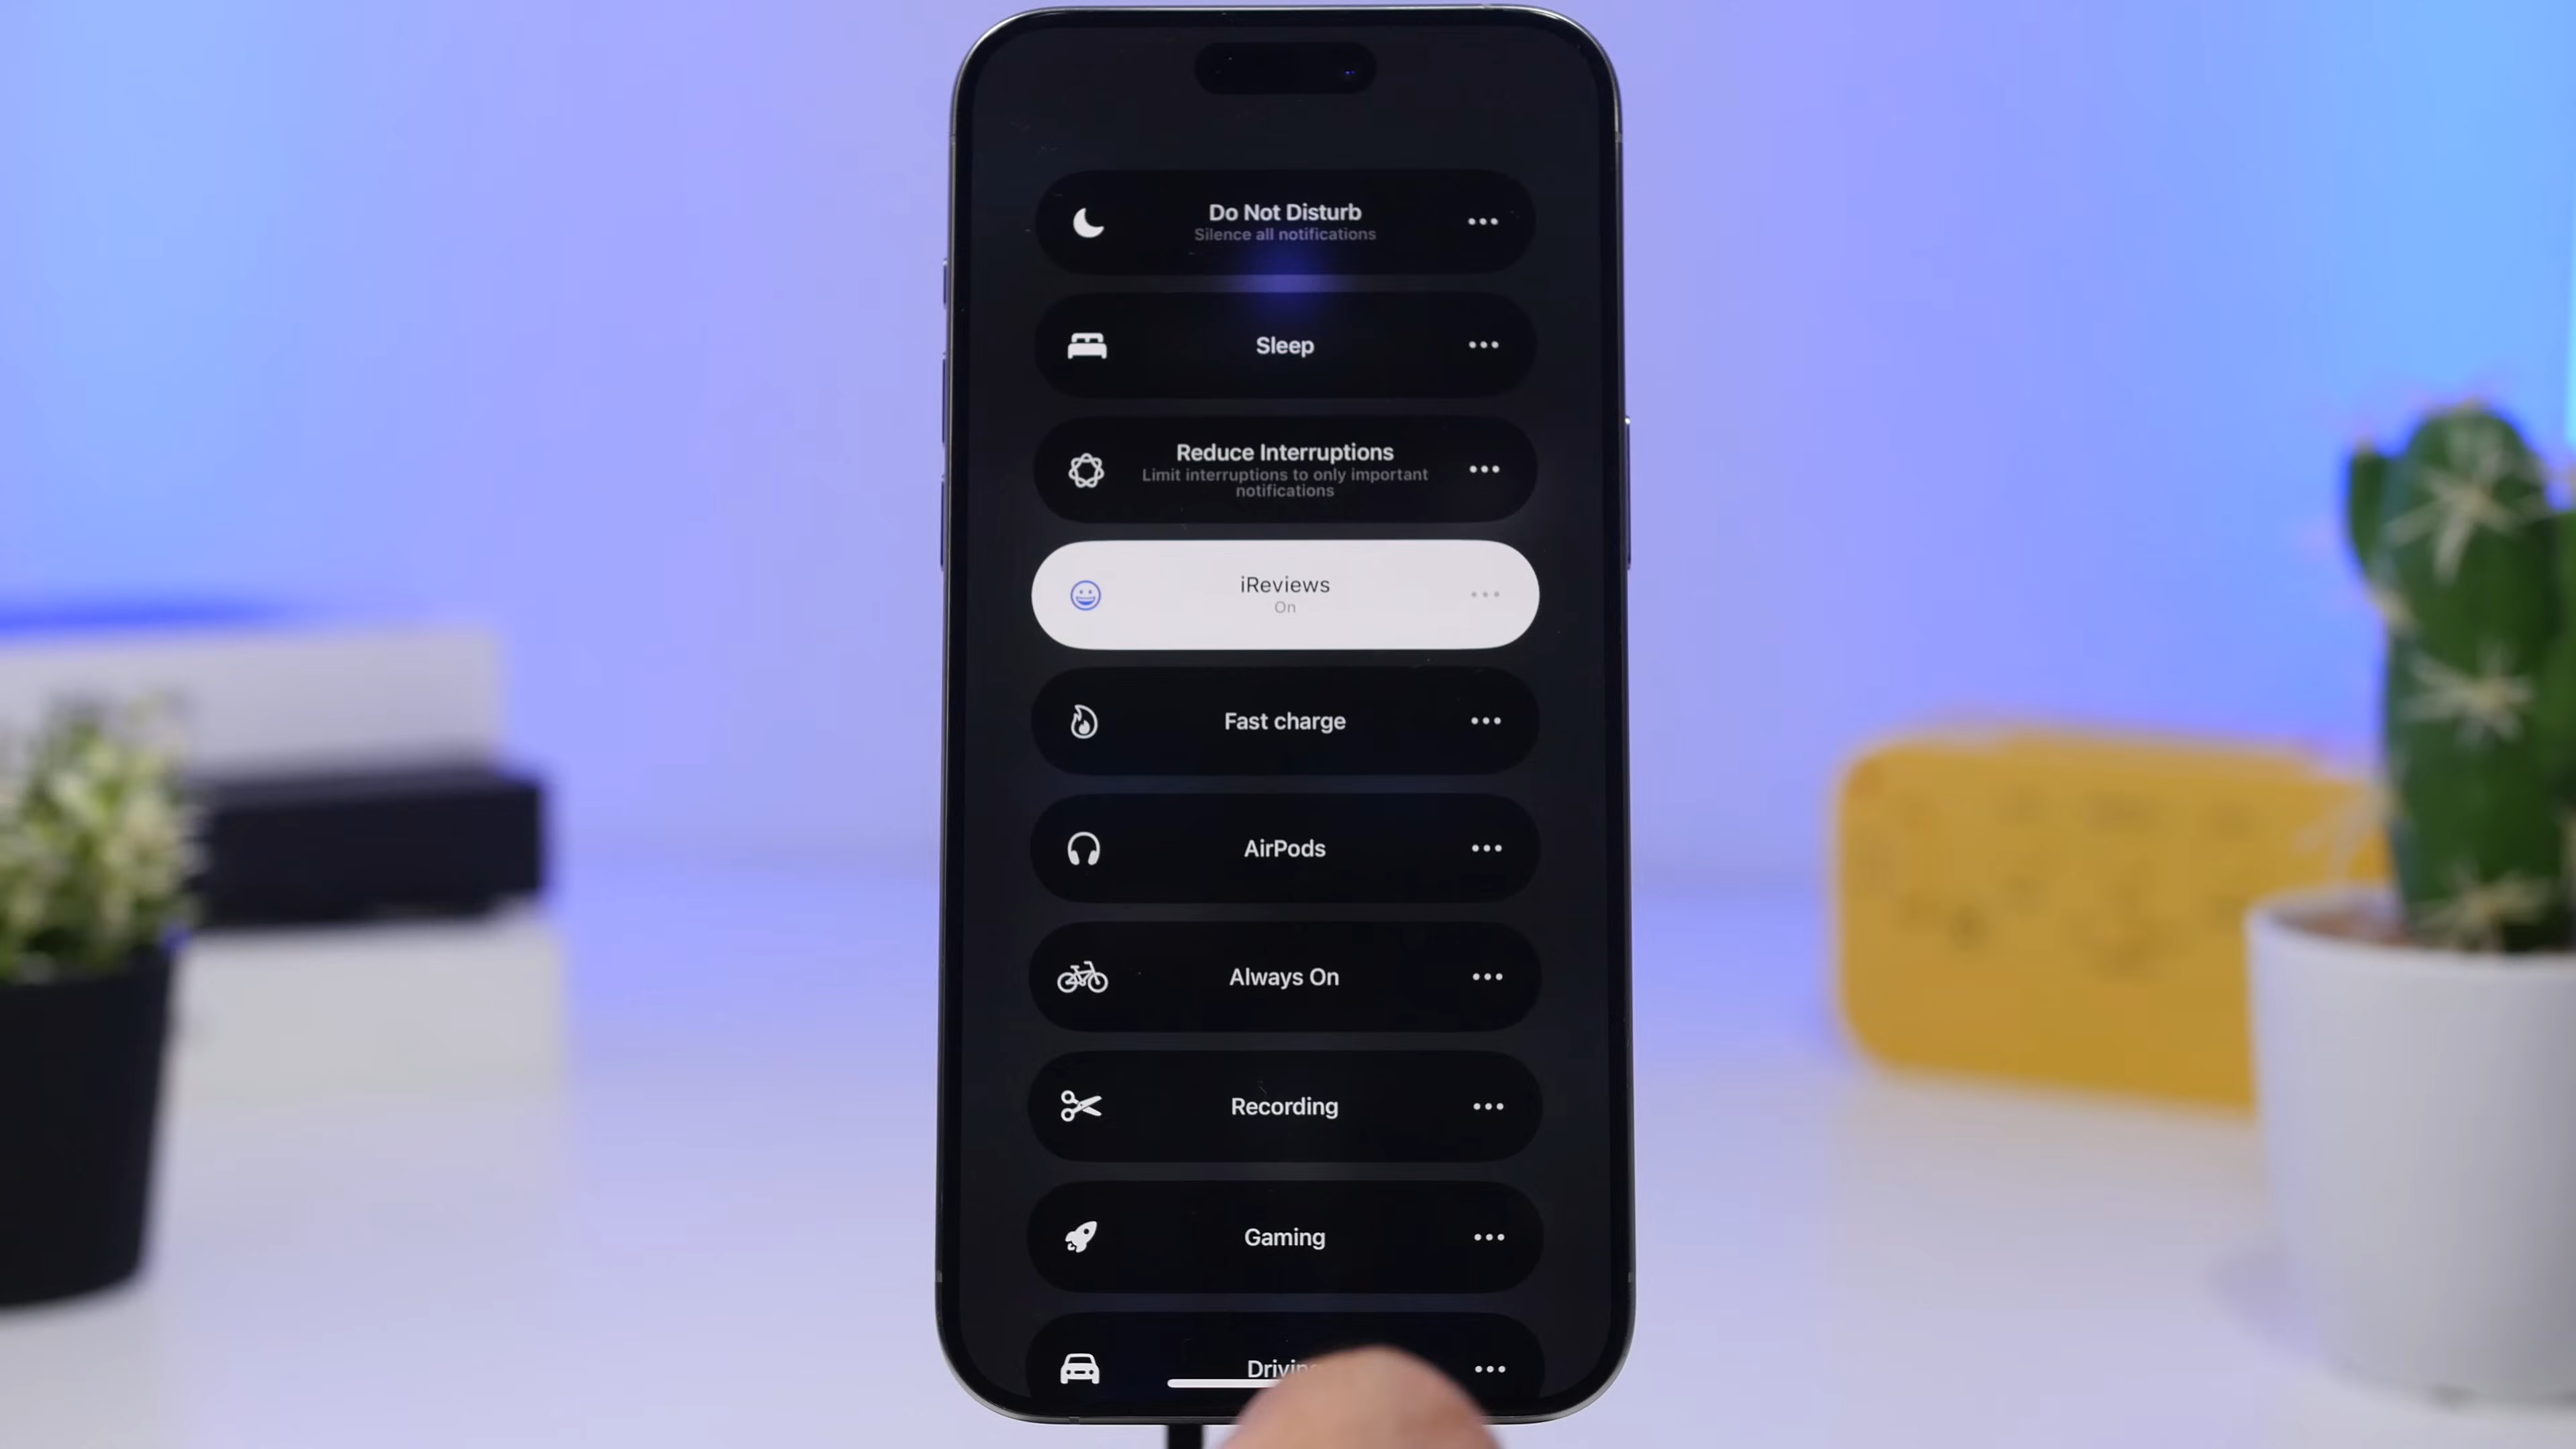 Do Not Disturb
Silence all notifications
Sleep
Reduce Interruptions
Limit interruptions to only important
notifications
iReviews
On
Fast charge
AirPods
Always On
Recording
Gaming